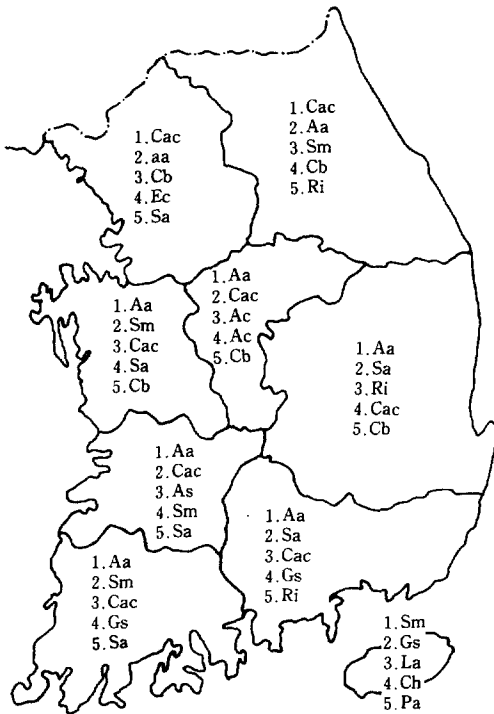 1.Cac
2.aa
3.Cb
4.Ec
5.Sa
1.Cac
2.Aa
3.Sm
4.Cb
5.Ri
1.Aa
2.Sm
3.Cac
4.Sa
5.Cb
1.Aa
2.Cac
3.Ac
4.Ac
5.Cb
1.Aa
2.Sa
3.Ri
4.Cac
5.Cb
1.Aa
2.Cac
3.As
4.Sm
5.Sa
1.Aa
2.Sm
3.Cac
4.Gs
5.Sa
1.Aa
2.Sa
3.Cac
4.Gs
5.Ri
1.Sm
2.Gs
3.La
4.Ch
5.Pa